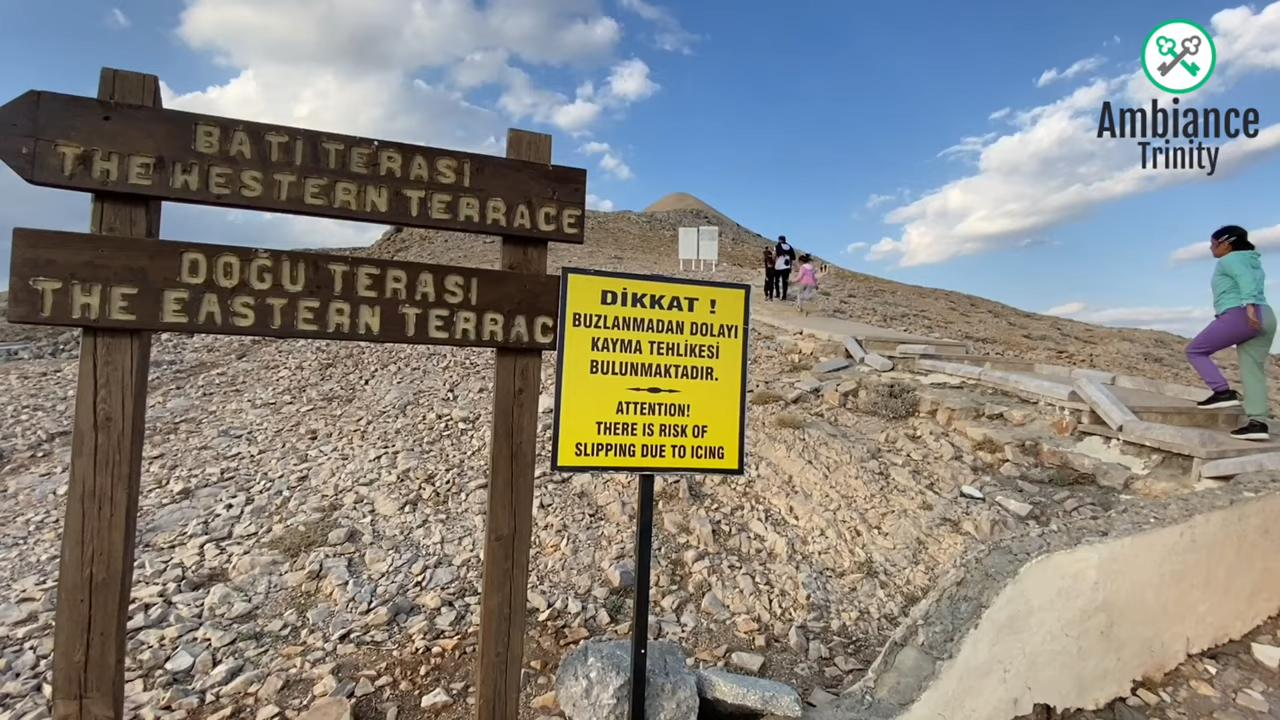 BATI TERASI
THE WESTERN TERRACE
DOĞU TERASI
THE EASTERN TERRAC
DİKKAT !
BUZLANMADAN DOLAYI
KAYMA TEHLİKESİ
BULUNMAKTADIR.
ATTENTION!
THERE IS RISK OF
SLIPPING DUE TO ICING
Ambiance
Trinity